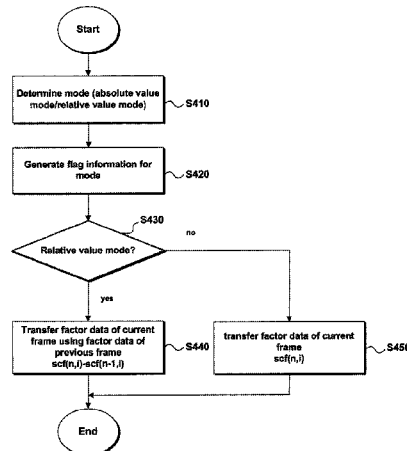 Start
Determine mode (absolute value
mode/relative value mode)
S410
Generate flag information for
mode
S420
S430
Relative value mode?
no
yes
Transfer factor data of current
frame using factor data of
previous frame
scf(n,i)-scf(n-1,i)
S440
transfer factor data of current
frame
scf(n,i)
S450
End